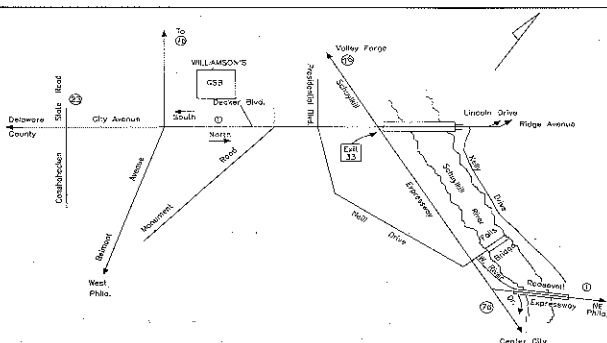 To
76
WILLIAMSON'S
GSB
Decker Blvd.
South
1
North
State Road
23
Conshohocken
Delaware
County
City Avenue
Belmont
Avenue
West
Phila.
Monument
Road
Presidential Blvd.
Valley Forge
76
Schuylkill
Expressway
Exit
33
Neill
Drive
Lincoln Drive
Ridge Avenue
Kelly
Drive
Schuylkill
River
Falls
Bridge
W. River
Dr.
Roosevelt
Expressway
1
NE
Phila.
76
Center City